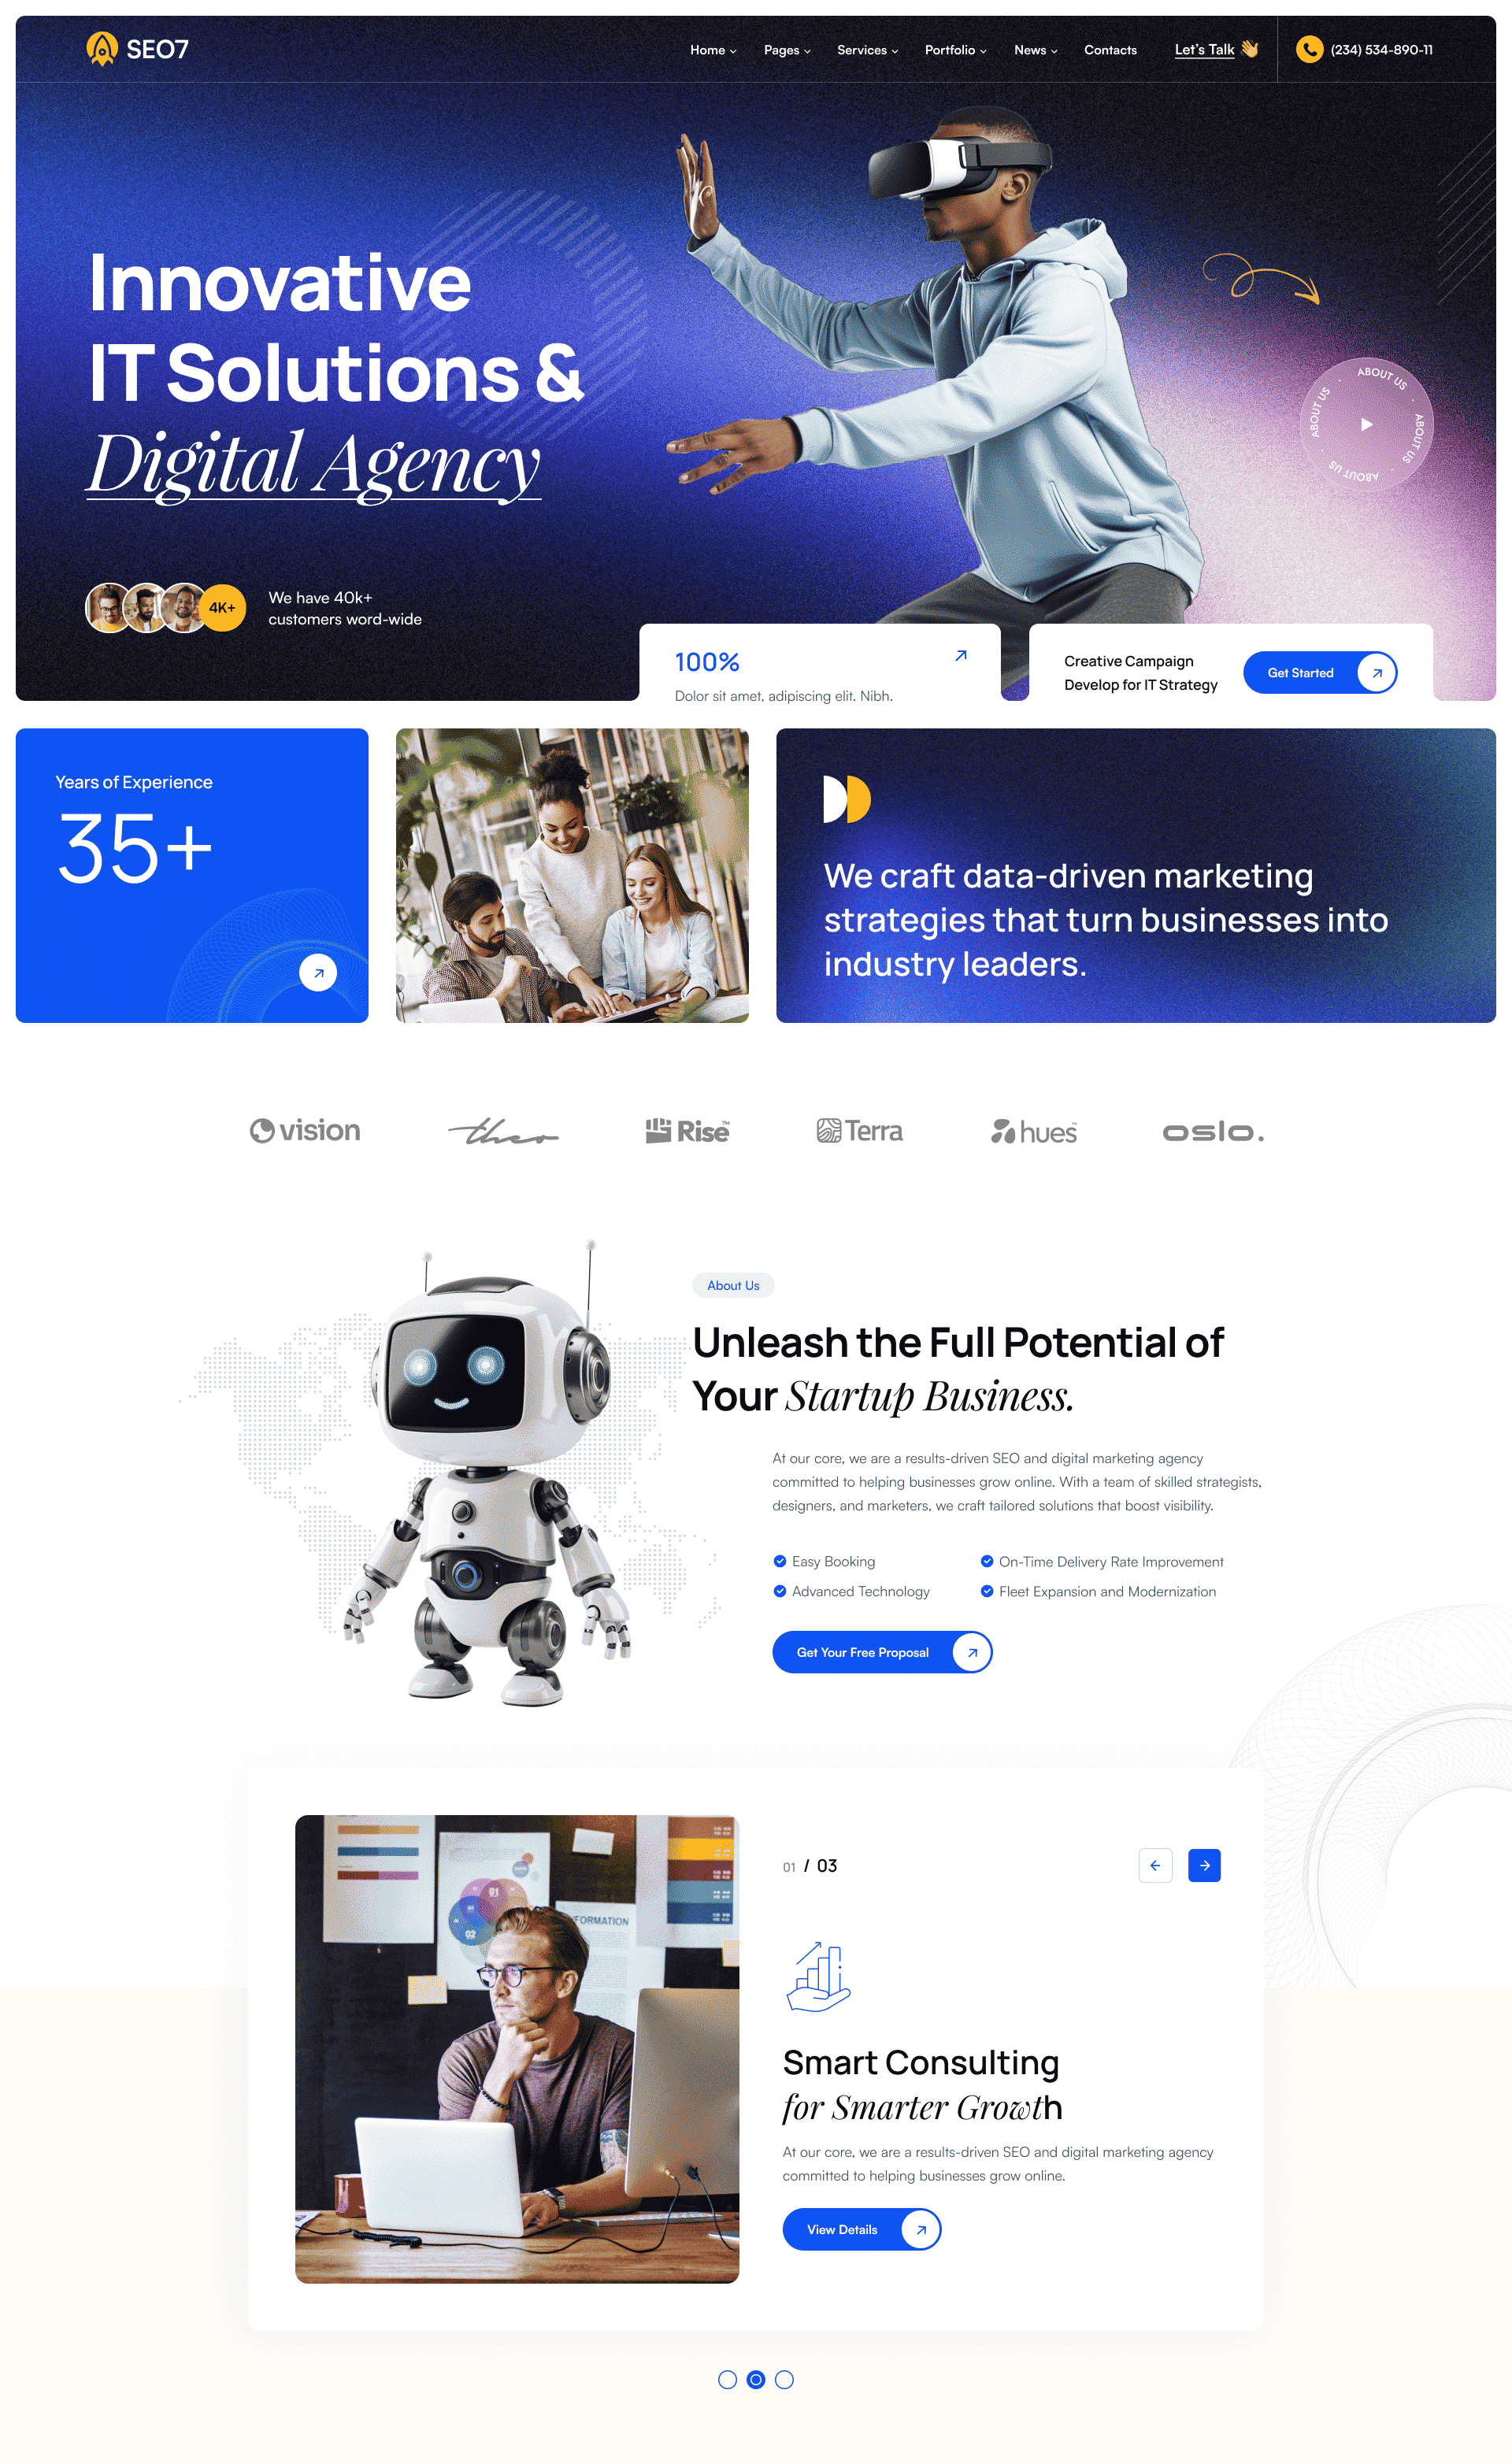 SEO7
Home
Pages
Services
Portfolio
News
Contacts
Let's Talk
(234) 534-890-11
Innovative
IT Solutions &
Digital Agency
ABOUT US · ABOUT US · ABOUT US · ABOUT US ·
4K+
We have 40k+
customers word-wide
100%
Dolor sit amet, adipiscing elit. Nibh.
Creative Campaign
Develop for IT Strategy
Get Started
Years of Experience
35+
We craft data-driven marketing
strategies that turn businesses into
industry leaders.
vision
theo
Rise™
Terra
hues
oslo.
About Us
Unleash the Full Potential of
Your Startup Business.
At our core, we are a results-driven SEO and digital marketing agency
committed to helping businesses grow online. With a team of skilled strategists,
designers, and marketers, we craft tailored solutions that boost visibility.
Easy Booking
On-Time Delivery Rate Improvement
Advanced Technology
Fleet Expansion and Modernization
Get Your Free Proposal
01
02
FORMATION
01 / 03
Smart Consulting
for Smarter Growth
At our core, we are a results-driven SEO and digital marketing agency
committed to helping businesses grow online.
View Details